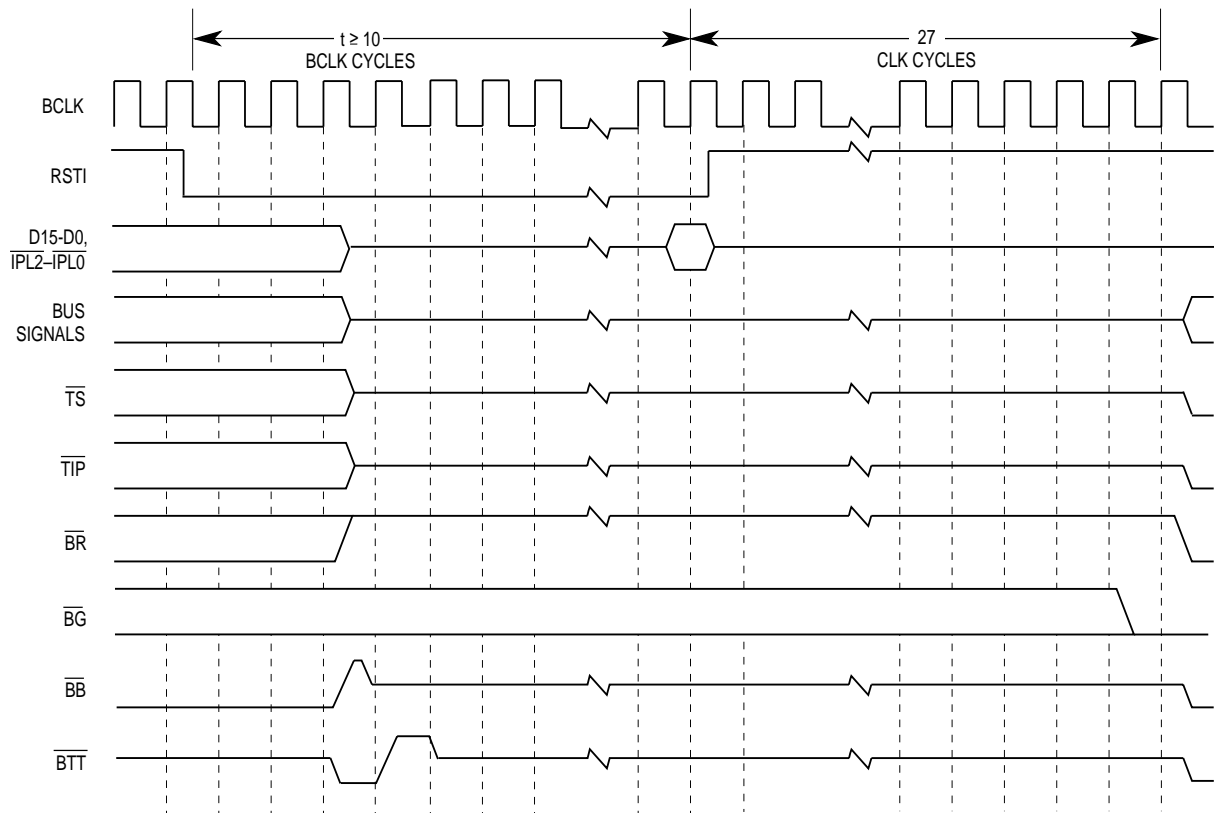 t ≥ 10
BCLK CYCLES
27
CLK CYCLES
BCLK
RSTI
D15-D0,
IPL2–IPL0
BUS
SIGNALS
TS
TIP
BR
BG
BB
BTT